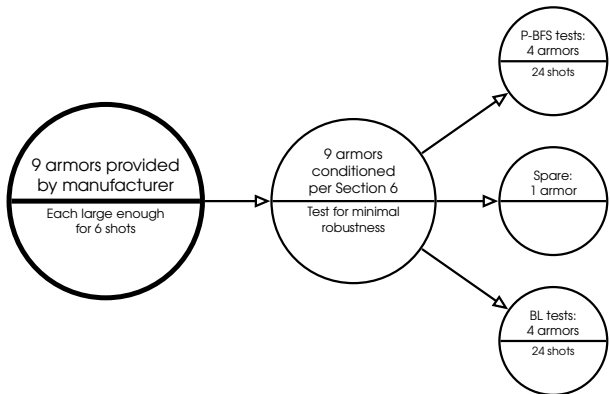 9 armors provided
by manufacturer
Each large enough
for 6 shots
9 armors
conditioned
per Section 6
Test for minimal
robustness
P-BFS tests:
4 armors
24 shots
Spare:
1 armor
BL tests:
4 armors
24 shots